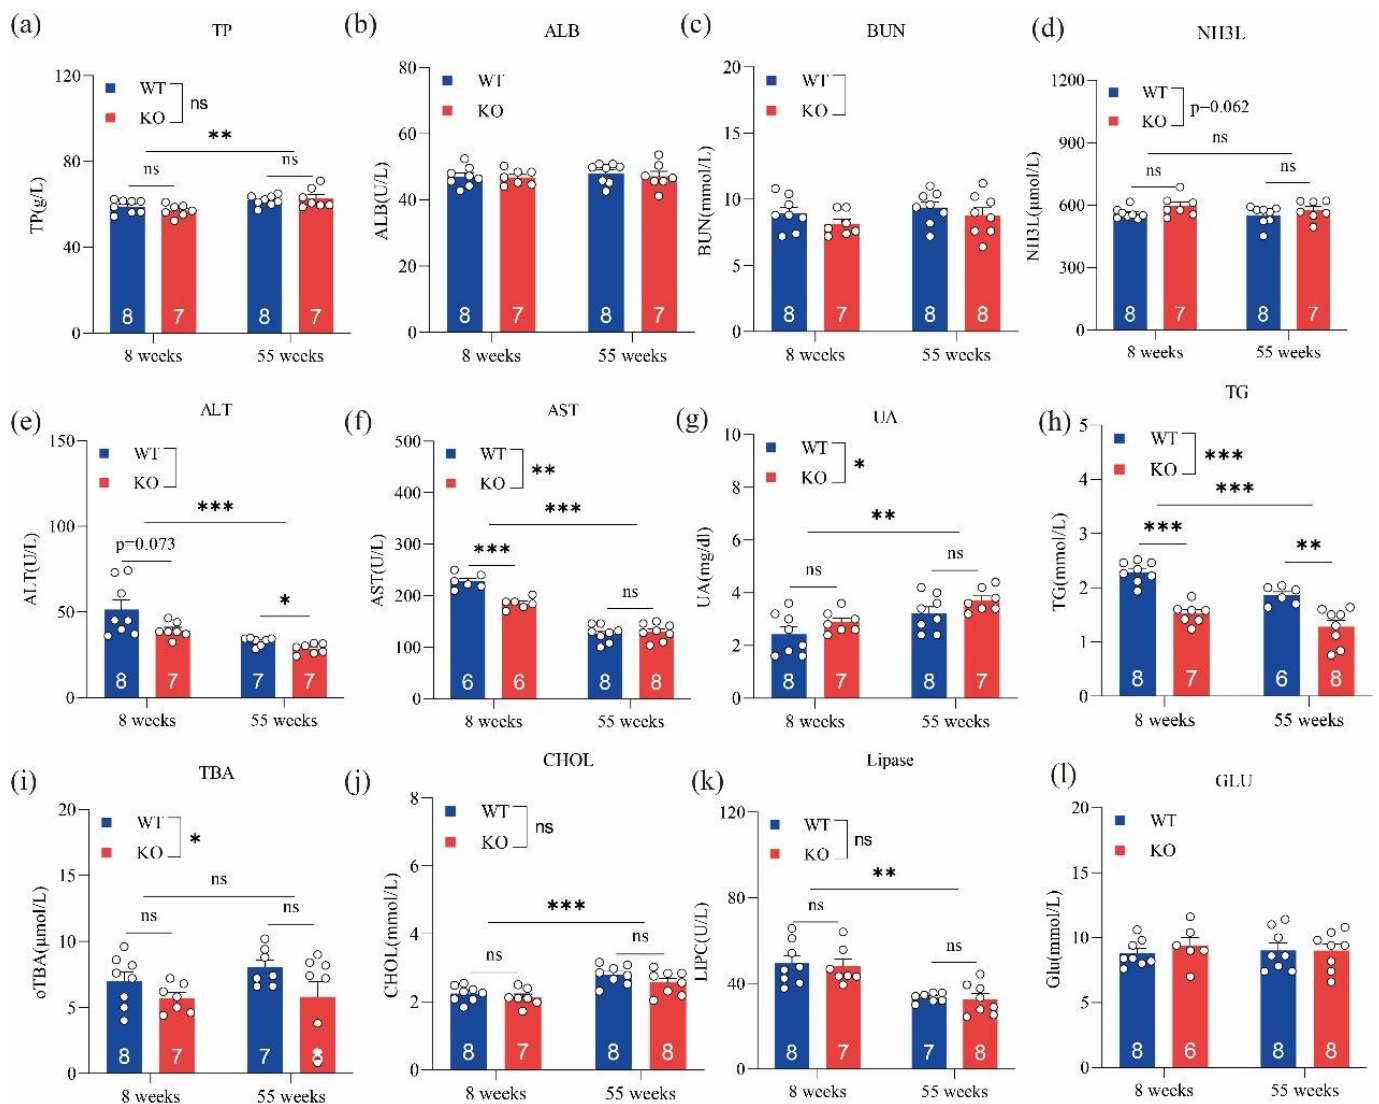 (a)
TP
TP(g/L)
120
80
60
40
0
WT
KO
ns
**
ns
ns
8
7
8
7
8 weeks
55 weeks
(b)
ALB
ALB(U/L)
80
60
40
20
0
WT
KO
8
7
8
7
8 weeks
55 weeks
(c)
BUN
BUN(mmol/L)
20
15
10
5
0
WT
KO
8
7
8
8
8 weeks
55 weeks
(d)
NH3L
NH3L(μmol/L)
1200
900
600
300
0
WT
KO
p=0.062
ns
ns
ns
8
7
8
7
8 weeks
55 weeks
(e)
ALT
ALT(U/L)
150
100
50
0
WT
KO
***
p=0.073
*
8
7
7
7
8 weeks
55 weeks
(f)
AST
AST(U/L)
500
400
300
200
100
0
WT
KO
**
***
***
ns
6
6
8
8
8 weeks
55 weeks
(g)
UA
UA(mg/dl)
10
8
6
4
2
0
WT
KO
*
**
ns
ns
8
7
8
7
8 weeks
55 weeks
(h)
TG
TG(mmol/L)
5
4
3
2
1
0
WT
KO
***
***
***
**
8
7
6
8
8 weeks
55 weeks
(i)
TBA
oTBA(μmol/L)
20
15
10
5
0
WT
KO
*
ns
ns
ns
8
7
7
8 weeks
55 weeks
(j)
CHOL
CHOL(mmol/L)
8
6
4
2
0
WT
KO
ns
***
ns
ns
8
7
8
8
8 weeks
55 weeks
(k)
Lipase
LIPC(U/L)
120
80
40
0
WT
KO
ns
**
ns
ns
8
7
7
8
8 weeks
55 weeks
(l)
GLU
Glu(mmol/L)
20
15
10
5
0
WT
KO
8
6
8
8
8 weeks
55 weeks